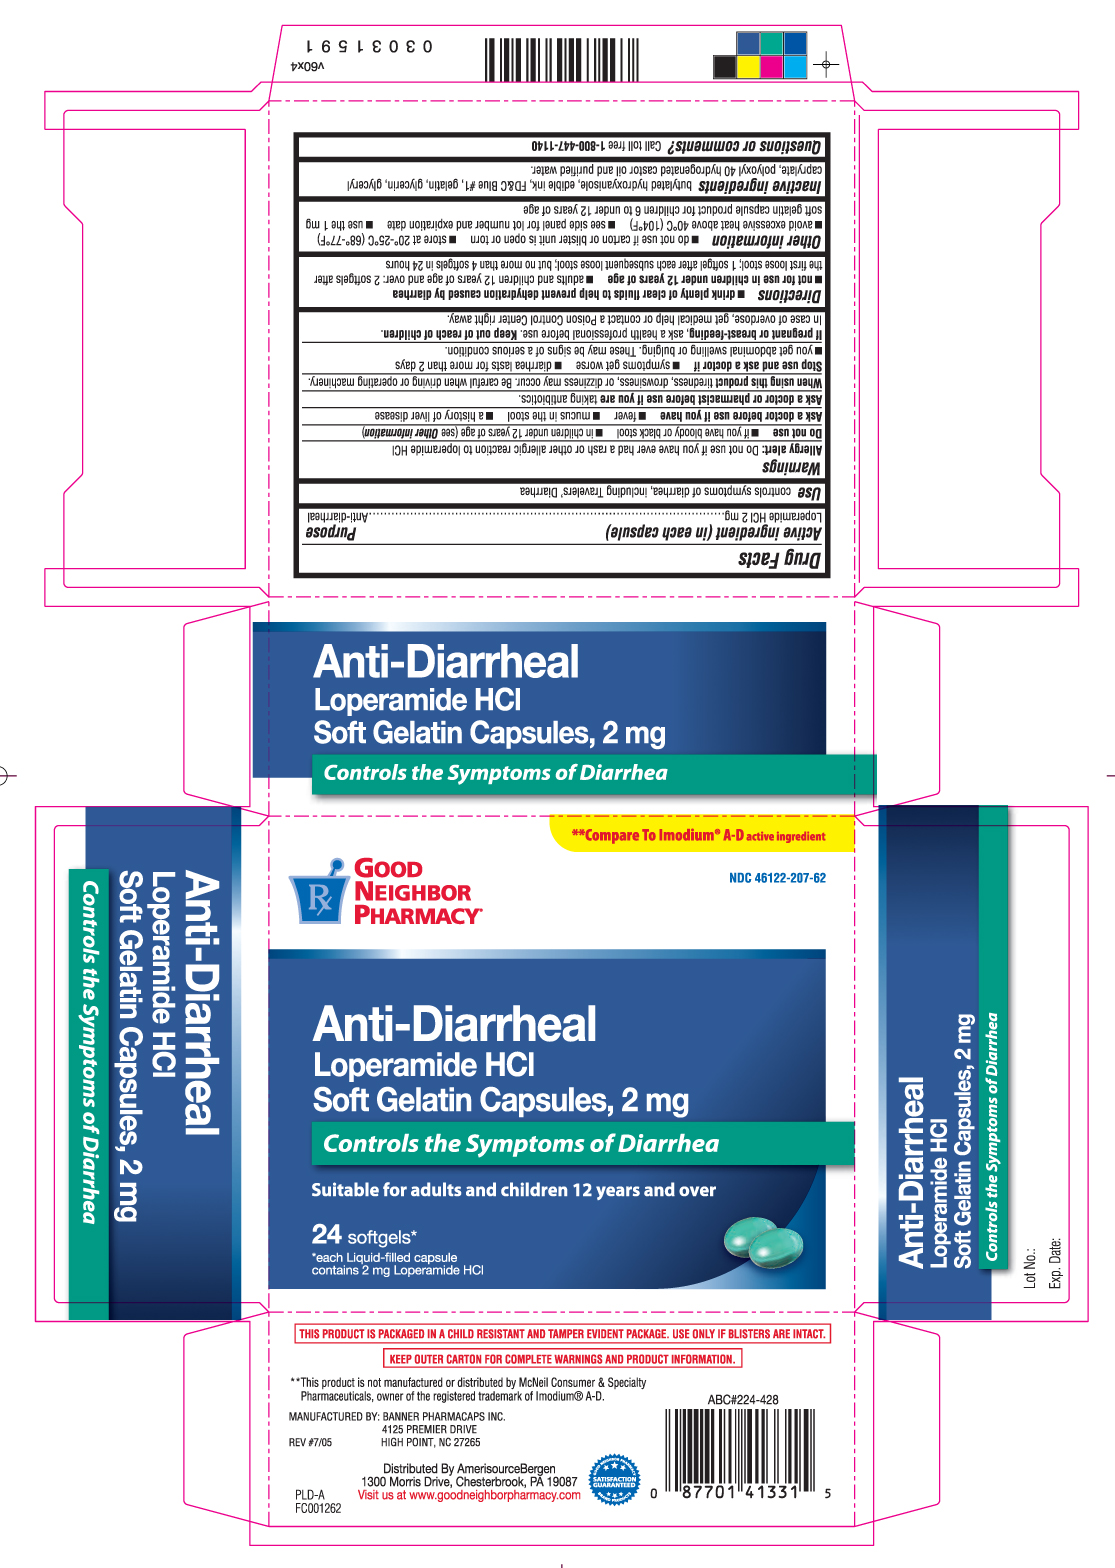 03031591
v60x4
Drug Facts
Active ingredient (in each capsule) Purpose
Loperamide HCl 2 mg......Anti-diarrheal
Use controls symptoms of diarrhea, including Travelers' Diarrhea
Warnings
Allergy alert: Do not use if you have ever had a rash or other allergic reaction to loperamide HCl
Do not use ■ if you have bloody or black stool ■ in children under 12 years of age (see Other information)
Ask a doctor before use if you have ■ fever ■ mucus in the stool ■ a history of liver disease
Ask a doctor or pharmacist before use if you are taking antibiotics.
When using this product tiredness, drowsiness, or dizziness may occur. Be careful when driving or operating machinery.
Stop use and ask a doctor if ■ symptoms get worse ■ diarrhea lasts for more than 2 days
■ you get abdominal swelling or bulging. These may be signs of a serious condition.
If pregnant or breast-feeding, ask a health professional before use. Keep out of reach of children.
In case of overdose, get medical help or contact a Poison Control Center right away.
Directions ■ drink plenty of clear fluids to help prevent dehydration caused by diarrhea
■ not for use in children under 12 years of age ■ adults and children 12 years of age and over: 2 softgels after
the first loose stool; 1 softgel after each subsequent loose stool; but no more than 4 softgels in 24 hours
Other information ■ do not use if carton or blister unit is open or torn ■ store at 20°-25°C (68°-77°F)
■ avoid excessive heat above 40°C (104°F) ■ see side panel for lot number and expiration date ■ use the 1 mg
soft gelatin capsule product for children 6 to under 12 years of age
Inactive ingredients butylated hydroxyanisole, edible ink, FD&C Blue #1, gelatin, glycerin, glyceryl
caprylate, polyoxyl 40 hydrogenated castor oil and purified water.
Questions or comments? Call toll free 1-800-447-1140
Anti-Diarrheal
Loperamide HCl
Soft Gelatin Capsules, 2 mg
Controls the Symptoms of Diarrhea
**Compare To Imodium® A-D active ingredient
Rx
GOOD
NEIGHBOR
PHARMACY
NDC 46122-207-62
Anti-Diarrheal
Loperamide HCl
Soft Gelatin Capsules, 2 mg
Controls the Symptoms of Diarrhea
Suitable for adults and children 12 years and over
24 softgels*
*each Liquid-filled capsule
contains 2 mg Loperamide HCl
Anti-Diarrheal
Loperamide HCl
Soft Gelatin Capsules, 2 mg
Controls the Symptoms of Diarrhea
Anti-Diarrheal
Loperamide HCl
Soft Gelatin Capsules, 2 mg
Controls the Symptoms of Diarrhea
Lot No.:
Exp. Date:
THIS PRODUCT IS PACKAGED IN A CHILD RESISTANT AND TAMPER EVIDENT PACKAGE. USE ONLY IF BLISTERS ARE INTACT.
KEEP OUTER CARTON FOR COMPLETE WARNINGS AND PRODUCT INFORMATION.
**This product is not manufactured or distributed by McNeil Consumer & Specialty
Pharmaceuticals, owner of the registered trademark of Imodium® A-D.
MANUFACTURED BY: BANNER PHARMACAPS INC.
4125 PREMIER DRIVE
REV #7/05 HIGH POINT, NC 27265
Distributed By AmerisourceBergen
1300 Morris Drive, Chesterbrook, PA 19087
Visit us at www.goodneighborpharmacy.com
PLD-A
FC001262
SATISFACTION
GUARANTEED
ABC#224-428
0 87701 41331 5